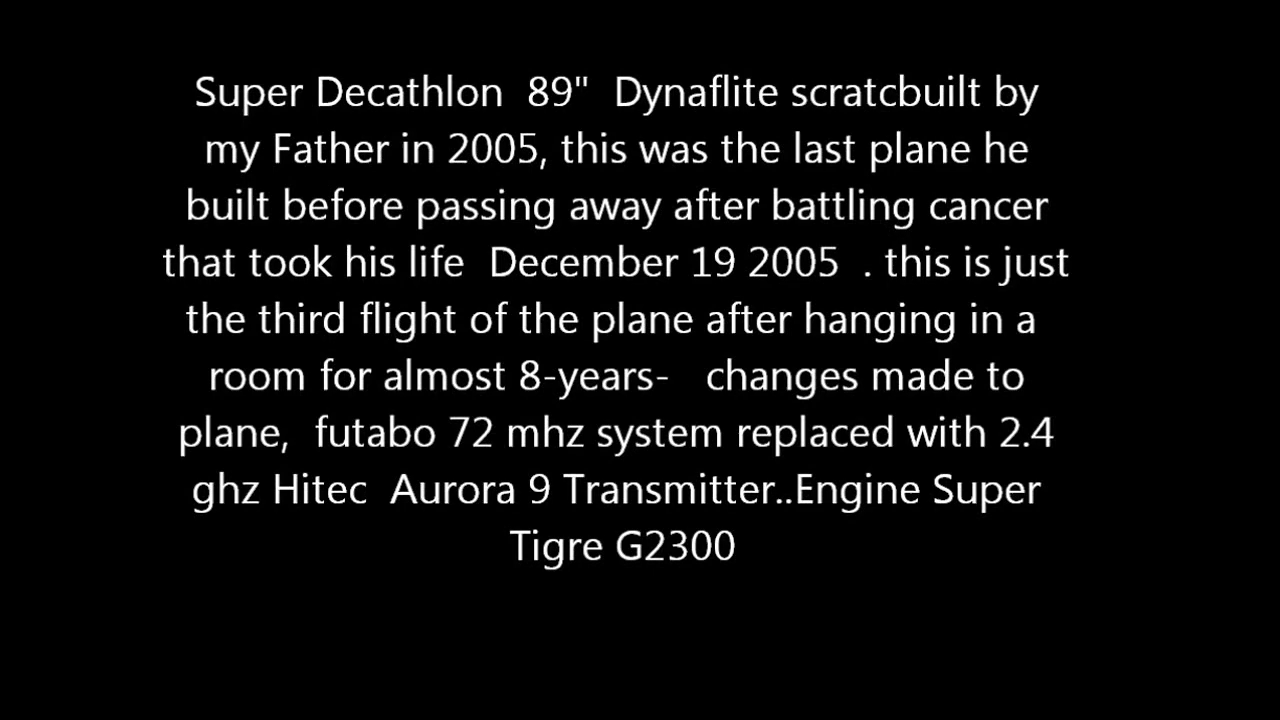 Super Decathlon  89"  Dynaflite scratcbuilt by
my Father in 2005, this was the last plane he
built before passing away after battling cancer
that took his life  December 19 2005  . this is just
the third flight of the plane after hanging in a
room for almost 8-years-   changes made to
plane,  futabo 72 mhz system replaced with 2.4
ghz Hitec  Aurora 9 Transmitter..Engine Super
Tigre G2300